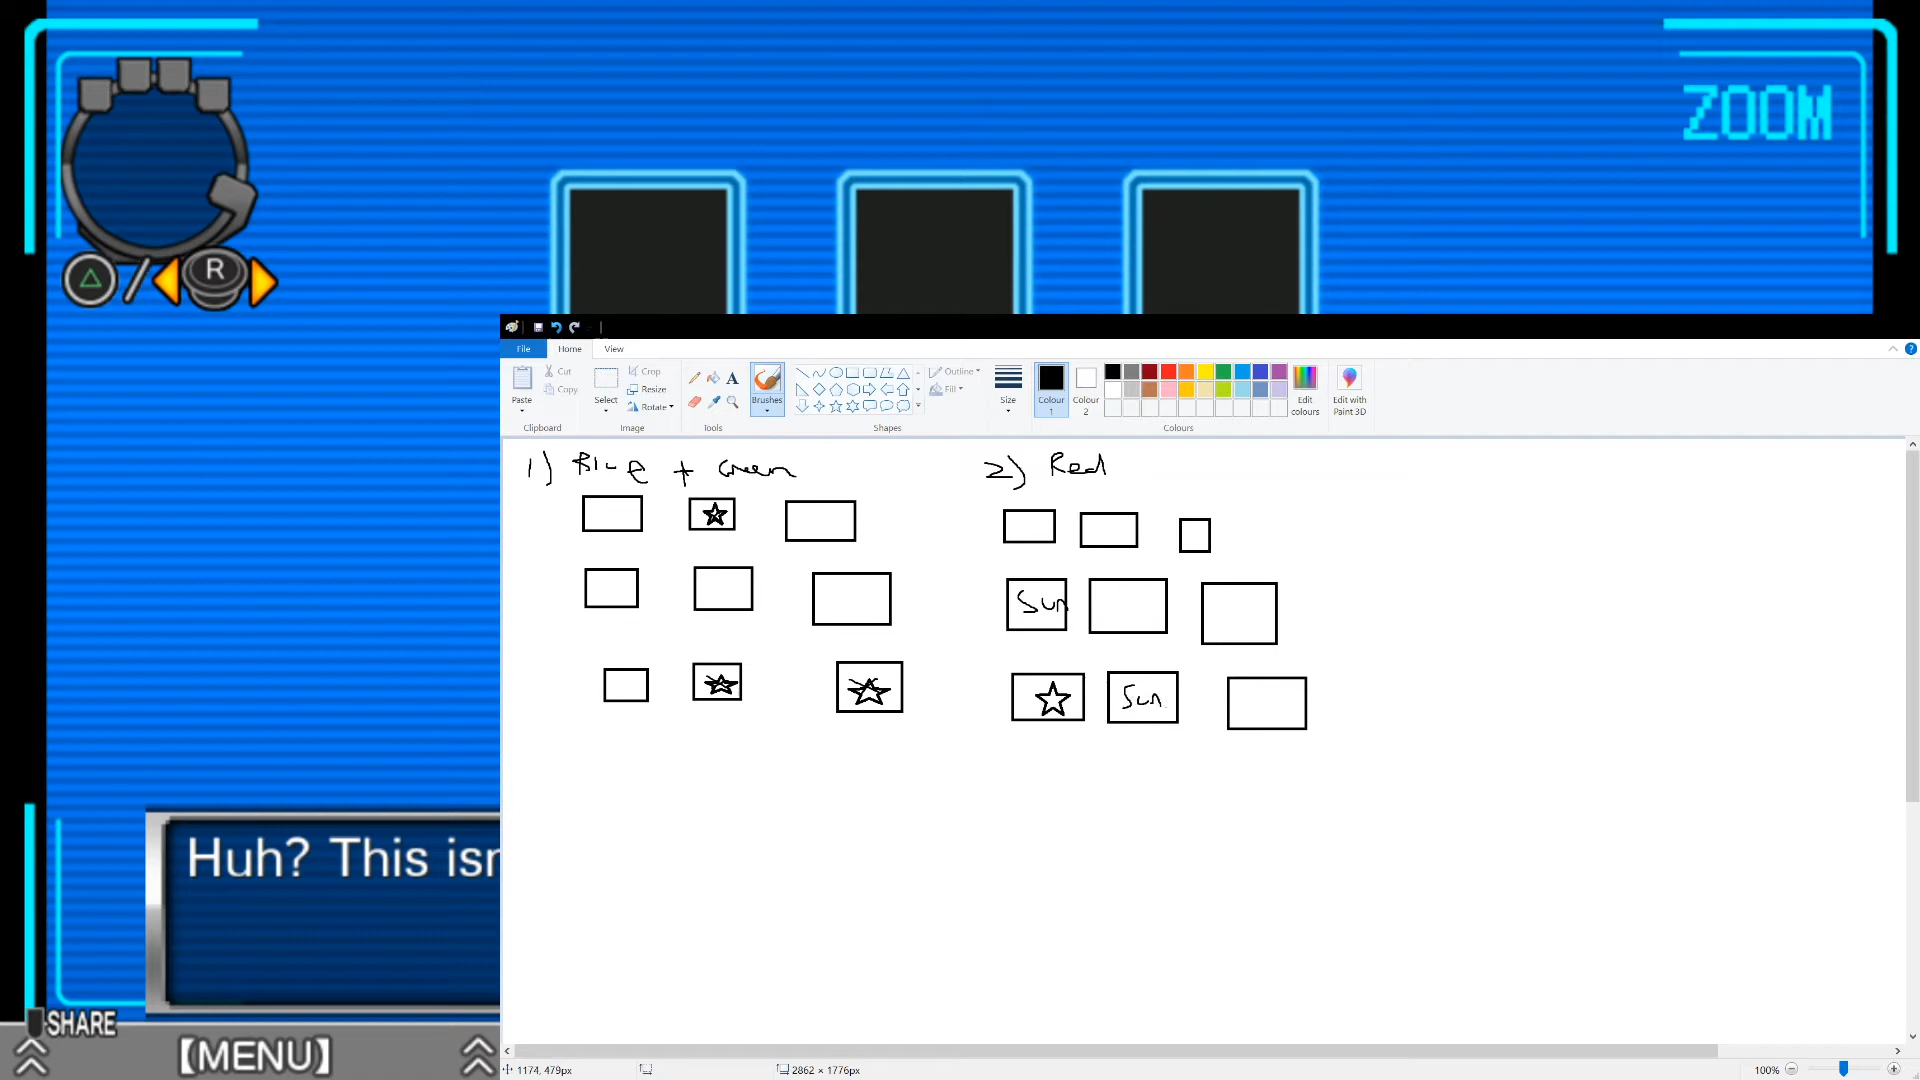 ZOOM
R
File Home View
Cut
Copy
Paste
Clipboard
Select
Crop
Resize
Rotate
Image
A
Tools
Brushes
Outline
Fill
Shapes
Size
Colour 1
Colour 2
Edit colours
Edit with Paint 3D
Colours
1) Blue + Green
2) Red
Sun
Sun
Huh? This isn
SHARE
【MENU】
1174, 479px
2862 × 1776px
100%